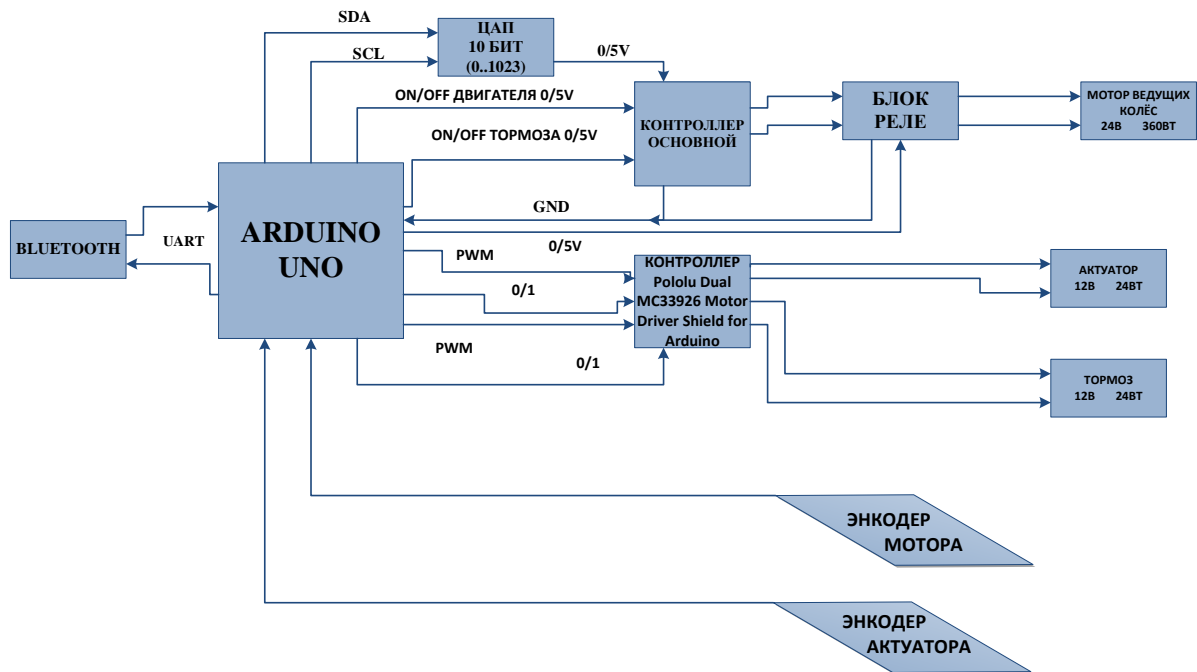 SDA
ЦАП
10 БИТ
(0..1023)
SCL
0/5V
ON/OFF ДВИГАТЕЛЯ 0/5V
ON/OFF ТОРМОЗА 0/5V
КОНТРОЛЛЕР
ОСНОВНОЙ
БЛОК
РЕЛЕ
МОТОР ВЕДУЩИХ
КОЛЁС
24В 360ВТ
GND
BLUETOOTH
UART
ARDUINO
UNO
0/5V
PWM
0/1
PWM
0/1
КОНТРОЛЛЕР
Pololu Dual
MC33926 Motor
Driver Shield for
Arduino
АКТУАТОР
12В 24ВТ
ТОРМОЗ
12В 24ВТ
ЭНКОДЕР
МОТОРА
ЭНКОДЕР
АКТУАТОРА